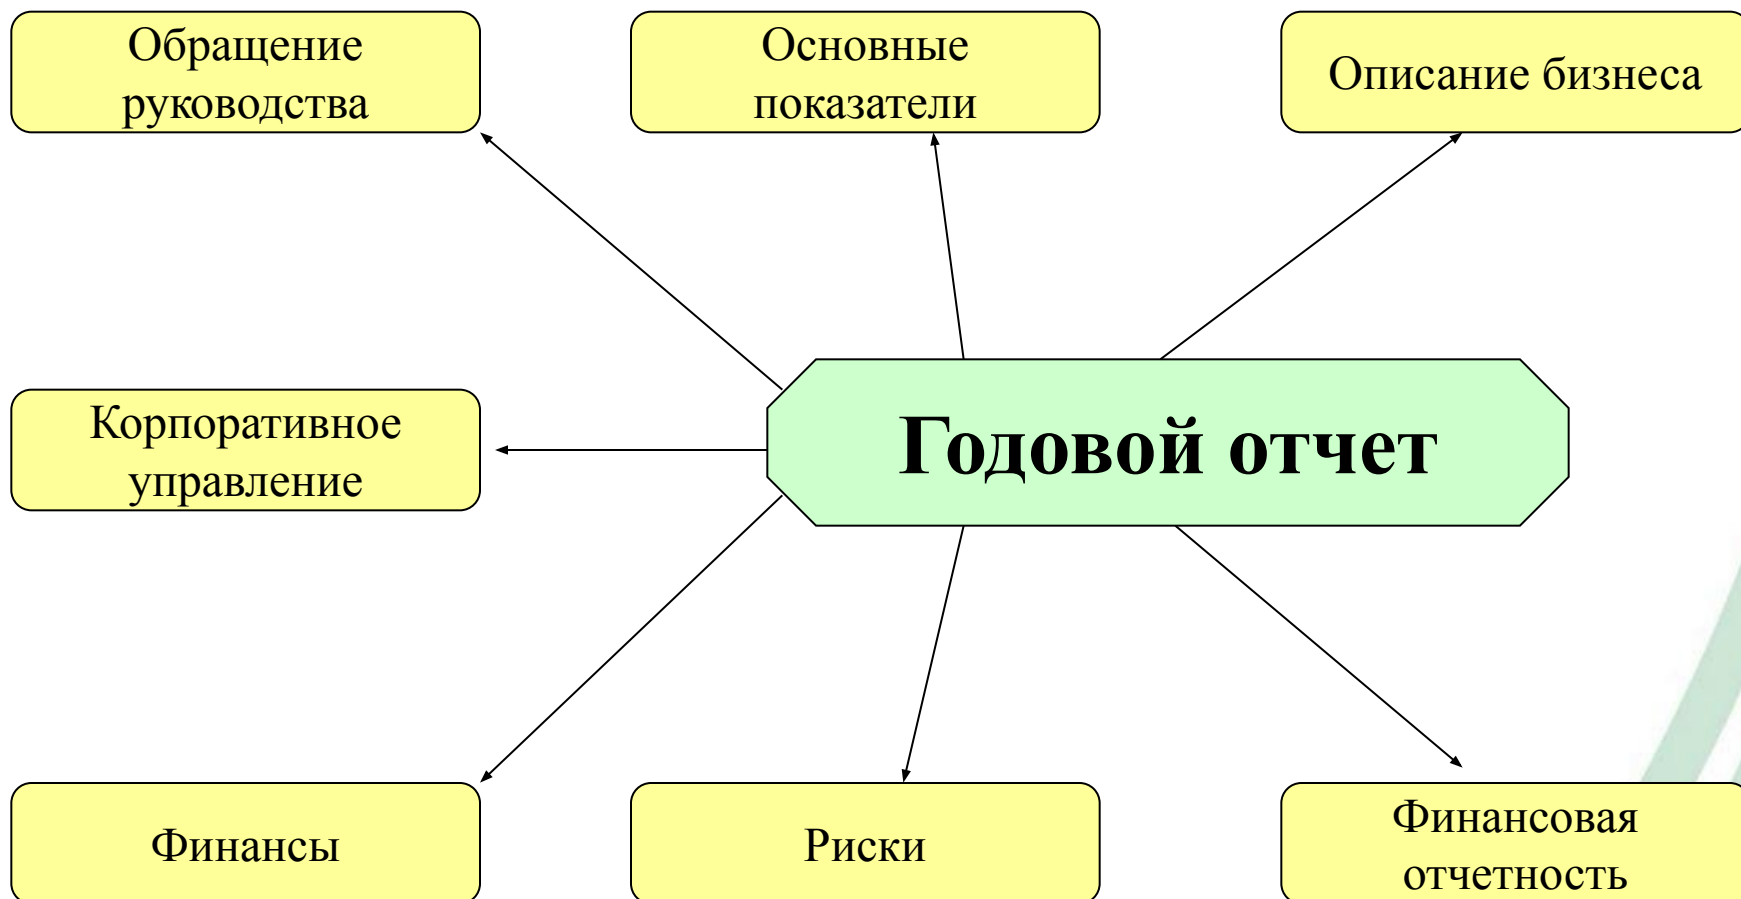 Обращение
руководства
Основные
показатели
Описание бизнеса
Корпоративное
управление
Годовой отчет
Финансы
Риски
Финансовая
отчетность